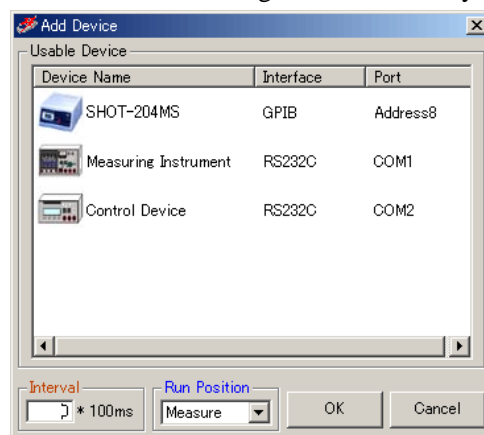 Add Device
Usable Device
Device Name Interface Port
SHOT-204MS GPIB Address8
Measuring Instrument RS232C COM1
Control Device RS232C COM2
Interval Run Position
* 100ms Measure OK Cancel